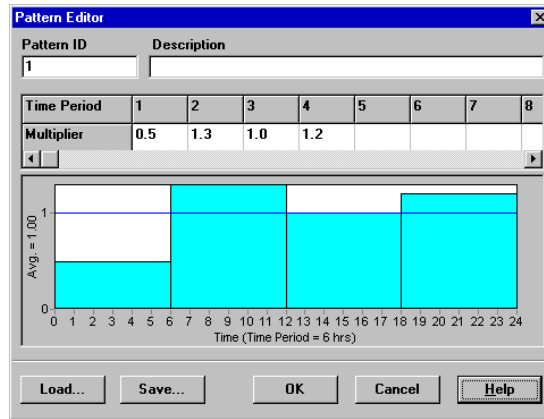 Pattern Editor
Pattern ID Description
1
Time Period 1 2 3 4 5 6 7 8
Multiplier 0.5 1.3 1.0 1.2
Avg. = 1.00
1
0
0 1 2 3 4 5 6 7 8 9 10 11 12 13 14 15 16 17 18 19 20 21 22 23 24
Time (Time Period = 6 hrs)
Load... Save... OK Cancel Help